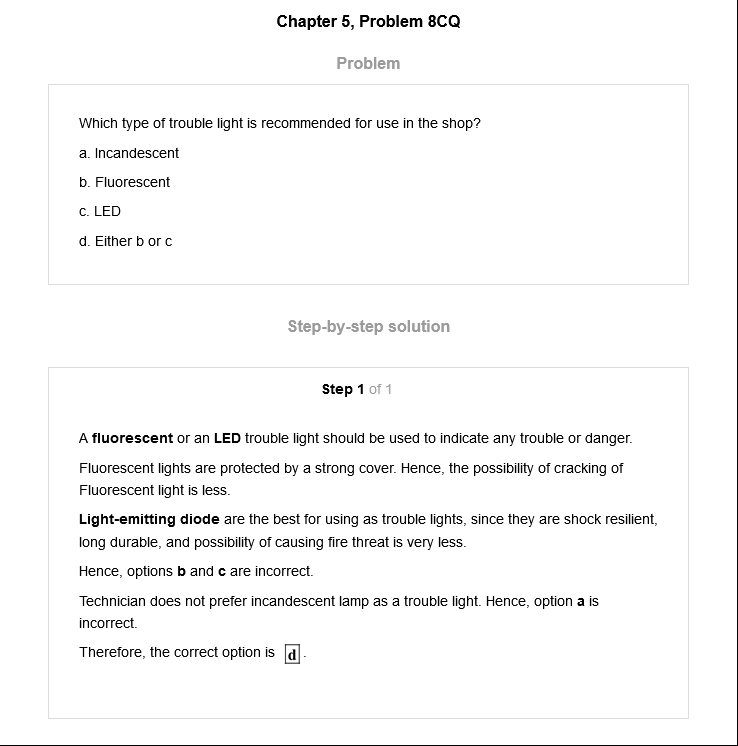 Chapter 5, Problem 8CQ
Problem
Which type of trouble light is recommended for use in the shop?
a. Incandescent
b. Fluorescent
c. LED
d. Either b or c
Step-by-step solution
Step 1 of 1
A fluorescent or an LED trouble light should be used to indicate any trouble or danger.
Fluorescent lights are protected by a strong cover. Hence, the possibility of cracking of
Fluorescent light is less.
Light-emitting diode are the best for using as trouble lights, since they are shock resilient,
long durable, and possibility of causing fire threat is very less.
Hence, options b and c are incorrect.
Technician does not prefer incandescent lamp as a trouble light. Hence, option a is
incorrect.
Therefore, the correct option is d.